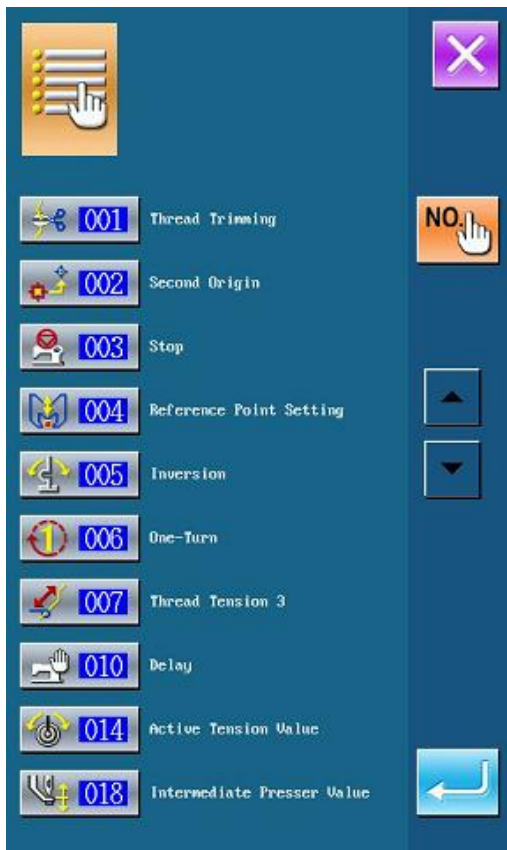 001 Thread Trimming
NO.
002 Second Origin
003 Stop
004 Reference Point Setting
005 Inversion
1 006 One-Turn
007 Thread Tension 3
010 Delay
014 Active Tension Value
018 Intermediate Presser Value